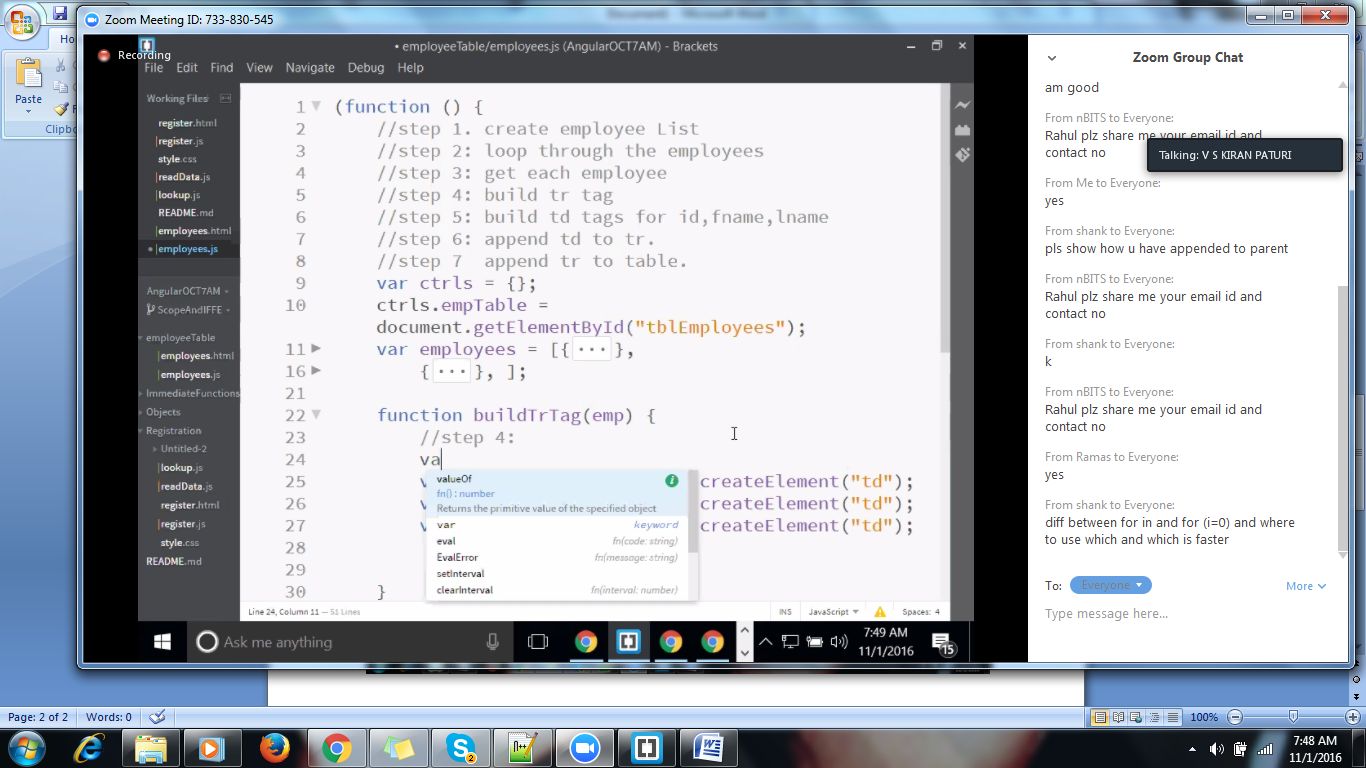 Zoom Meeting ID: 733-830-545
Recording
• employeeTable/employees.js (AngularOCT7AM) - Brackets
File Edit Find View Navigate Debug Help
Paste
Working Files
register.html
register.js
style.css
readData.js
lookup.js
README.md
employees.html
employees.js
AngularOCT7AM
ScopeAndIFFE
employeeTable
employees.html
employees.js
ImmediateFunctions
Objects
Registration
Untitled-2
lookup.js
readData.js
register.html
register.js
style.css
README.md
1 (function () {
2 //step 1. create employee List
3 //step 2: loop through the employees
4 //step 3: get each employee
5 //step 4: build tr tag
6 //step 5: build td tags for id,fname,lname
7 //step 6: append td to tr.
8 //step 7  append tr to table.
9 var ctrls = {};
10 ctrls.empTable =
document.getElementById("tblEmployees");
11 var employees = [{ ··· },
16 { ··· }, ];
21
22 function buildTrTag(emp) {
23 //step 4:
24 va
25 createElement("td");
26 createElement("td");
27 createElement("td");
28
29
30 }
valueOf
fn() : number
Returns the primitive value of the specified object
var keyword
eval fn(code: string)
EvalError fn(message: string)
setInterval
clearInterval fn(interval: number)
Line 24, Column 11 — 51 Lines
INS JavaScript Spaces: 4
Ask me anything
7:49 AM
11/1/2016
15
Zoom Group Chat
am good
From nBITS to Everyone:
Rahul plz share me your email id and
contact no
Talking: V S KIRAN PATURI
From Me to Everyone:
yes
From shank to Everyone:
pls show how u have appended to parent
From nBITS to Everyone:
Rahul plz share me your email id and
contact no
From shank to Everyone:
k
From nBITS to Everyone:
Rahul plz share me your email id and
contact no
From Ramas to Everyone:
yes
From shank to Everyone:
diff between for in and for (i=0) and where
to use which and which is faster
To: Everyone More
Type message here...
Page: 2 of 2 Words: 0
100%
7:48 AM
11/1/2016